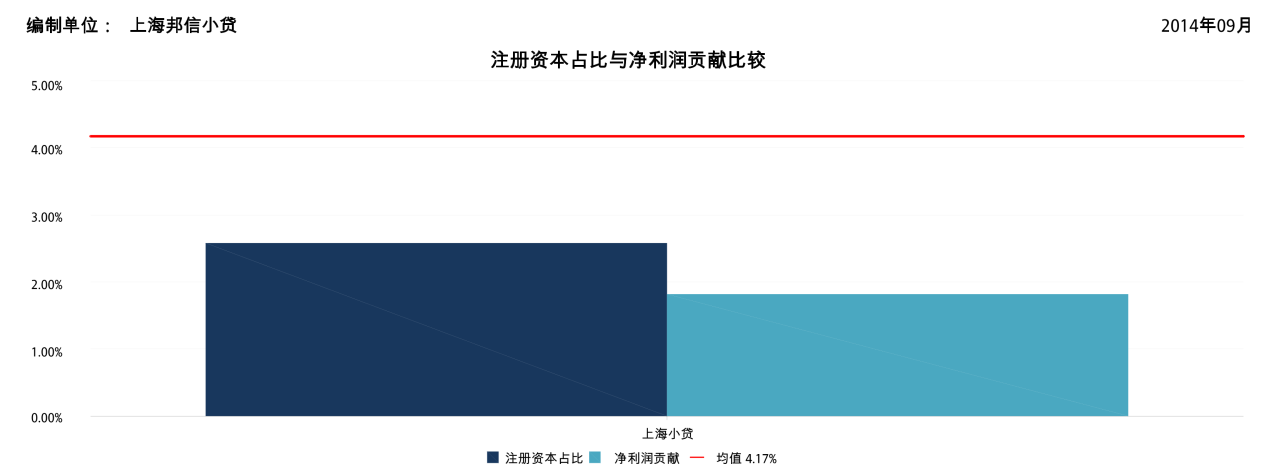 编制单位： 上海邦信小贷 2014年09月
注册资本占比与净利润贡献比较
5.00%
4.00%
3.00%
2.00%
1.00%
0.00%
上海小贷
注册资本占比 净利润贡献 均值 4.17%